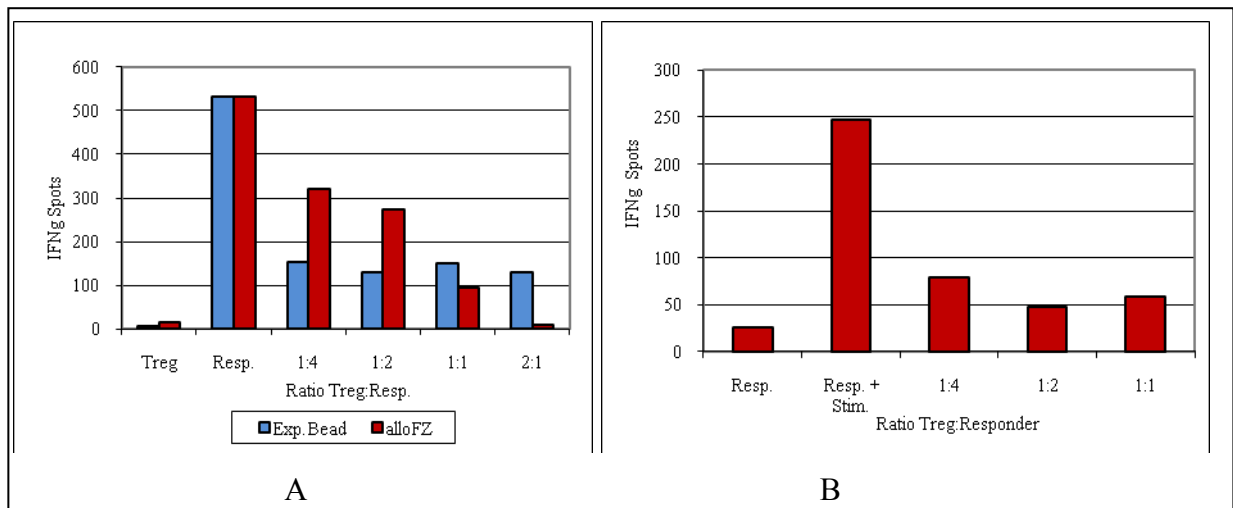 600
500
400
300
200
100
0
IFNg Spots
Treg Resp. 1:4 1:2 1:1 2:1
Ratio Treg:Resp.
Exp.Bead alloFZ
A
300
250
200
150
100
50
0
IFNg Spots
Resp. Resp. + 1:4 1:2 1:1
Stim.
Ratio Treg:Responder
B